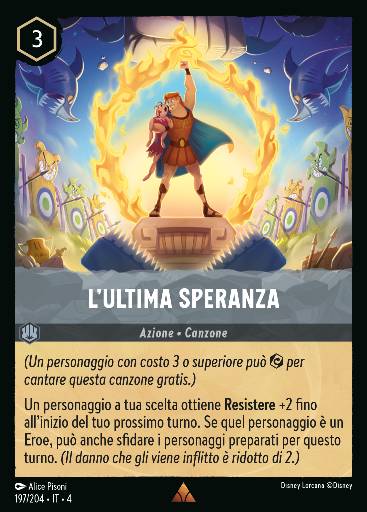 3
L'ULTIMA SPERANZA
Azione • Canzone
(Un personaggio con costo 3 o superiore può per
cantare questa canzone gratis.)
Un personaggio a tua scelta ottiene Resistere +2 fino
all'inizio del tuo prossimo turno. Se quel personaggio è un
Eroe, può anche sfidare i personaggi preparati per questo
turno. (Il danno che gli viene inflitto è ridotto di 2.)
Alice Pisoni
Disney Lorcana ©Disney
197/204 • IT • 4